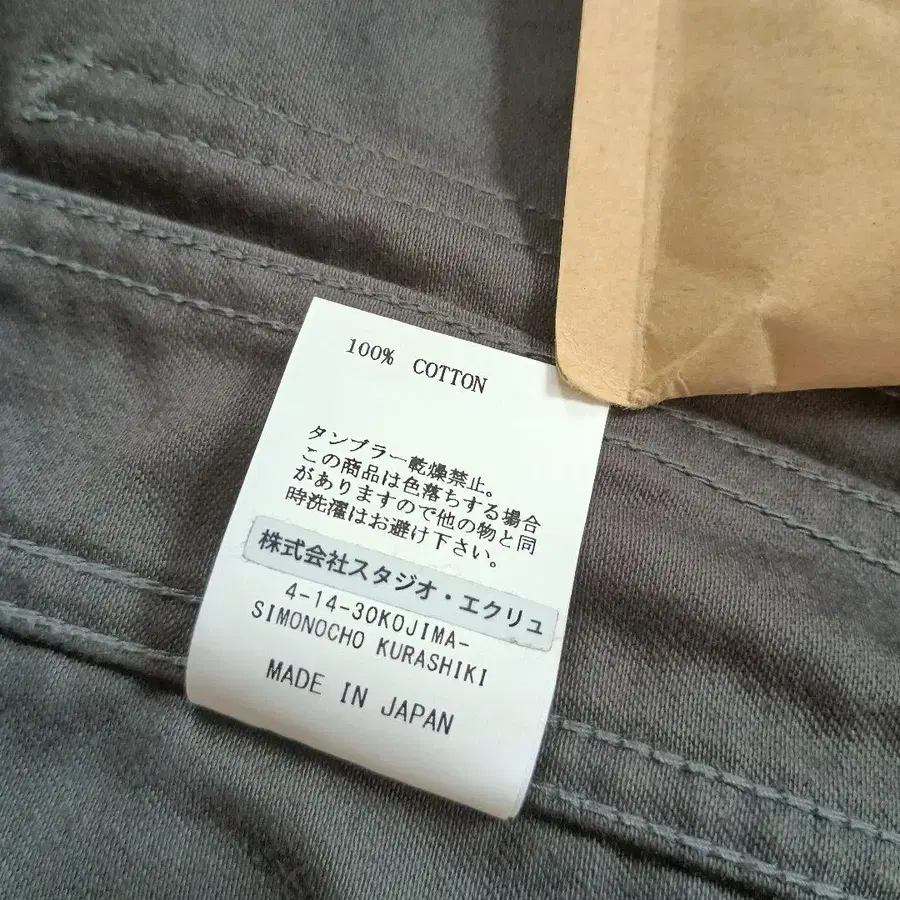 100% COTTON
タンブラー乾燥禁止。
この商品は色落ちする場合
がありますので他の物と同
時洗濯はお避け下さい。
株式会社スタジオ・エクリュ
4-14-30KOJIMA-
SIMONOCHO KURASHIKI
MADE IN JAPAN